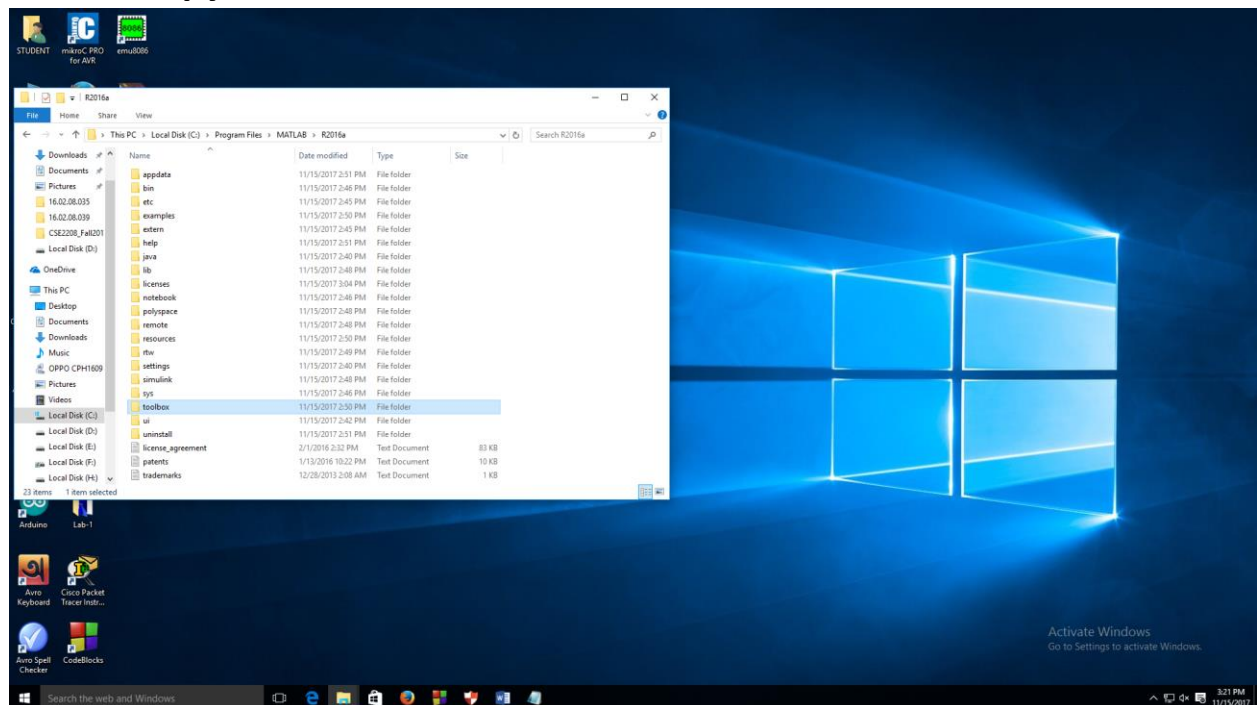 STUDENT
mikroC PRO for AVR
emu8086
R2016a
File Home Share View
This PC > Local Disk (C:) > Program Files > MATLAB > R2016a
Search R2016a
Name Date modified Type Size
Downloads
Documents
Pictures
16.02.08.035
16.02.08.039
CSE2208_Fall201
Local Disk (D:)
OneDrive
This PC
Desktop
Documents
Downloads
Music
OPPO CPH1609
Pictures
Videos
Local Disk (C:)
Local Disk (D:)
Local Disk (E:)
Local Disk (F:)
Local Disk (H:)
appdata 11/15/2017 2:51 PM File folder
bin 11/15/2017 2:46 PM File folder
etc 11/15/2017 2:45 PM File folder
examples 11/15/2017 2:50 PM File folder
extern 11/15/2017 2:45 PM File folder
help 11/15/2017 2:51 PM File folder
java 11/15/2017 2:40 PM File folder
lib 11/15/2017 2:48 PM File folder
licenses 11/15/2017 3:04 PM File folder
notebook 11/15/2017 2:48 PM File folder
polyspace 11/15/2017 2:48 PM File folder
remote 11/15/2017 2:48 PM File folder
resources 11/15/2017 2:50 PM File folder
rtw 11/15/2017 2:49 PM File folder
settings 11/15/2017 2:40 PM File folder
simulink 11/15/2017 2:48 PM File folder
sys 11/15/2017 2:46 PM File folder
toolbox 11/15/2017 2:50 PM File folder
ui 11/15/2017 2:42 PM File folder
uninstall 11/15/2017 2:51 PM File folder
license_agreement 2/1/2016 2:32 PM Text Document 83 KB
patents 1/13/2016 10:22 PM Text Document 10 KB
trademarks 12/28/2013 2:08 AM Text Document 1 KB
23 items 1 item selected
Arduino
Lab-1
Avro Keyboard
Cisco Packet Tracer Instr...
Avro Spell Checker
CodeBlocks
Activate Windows
Go to Settings to activate Windows.
Search the web and Windows
3:21 PM
11/15/2017